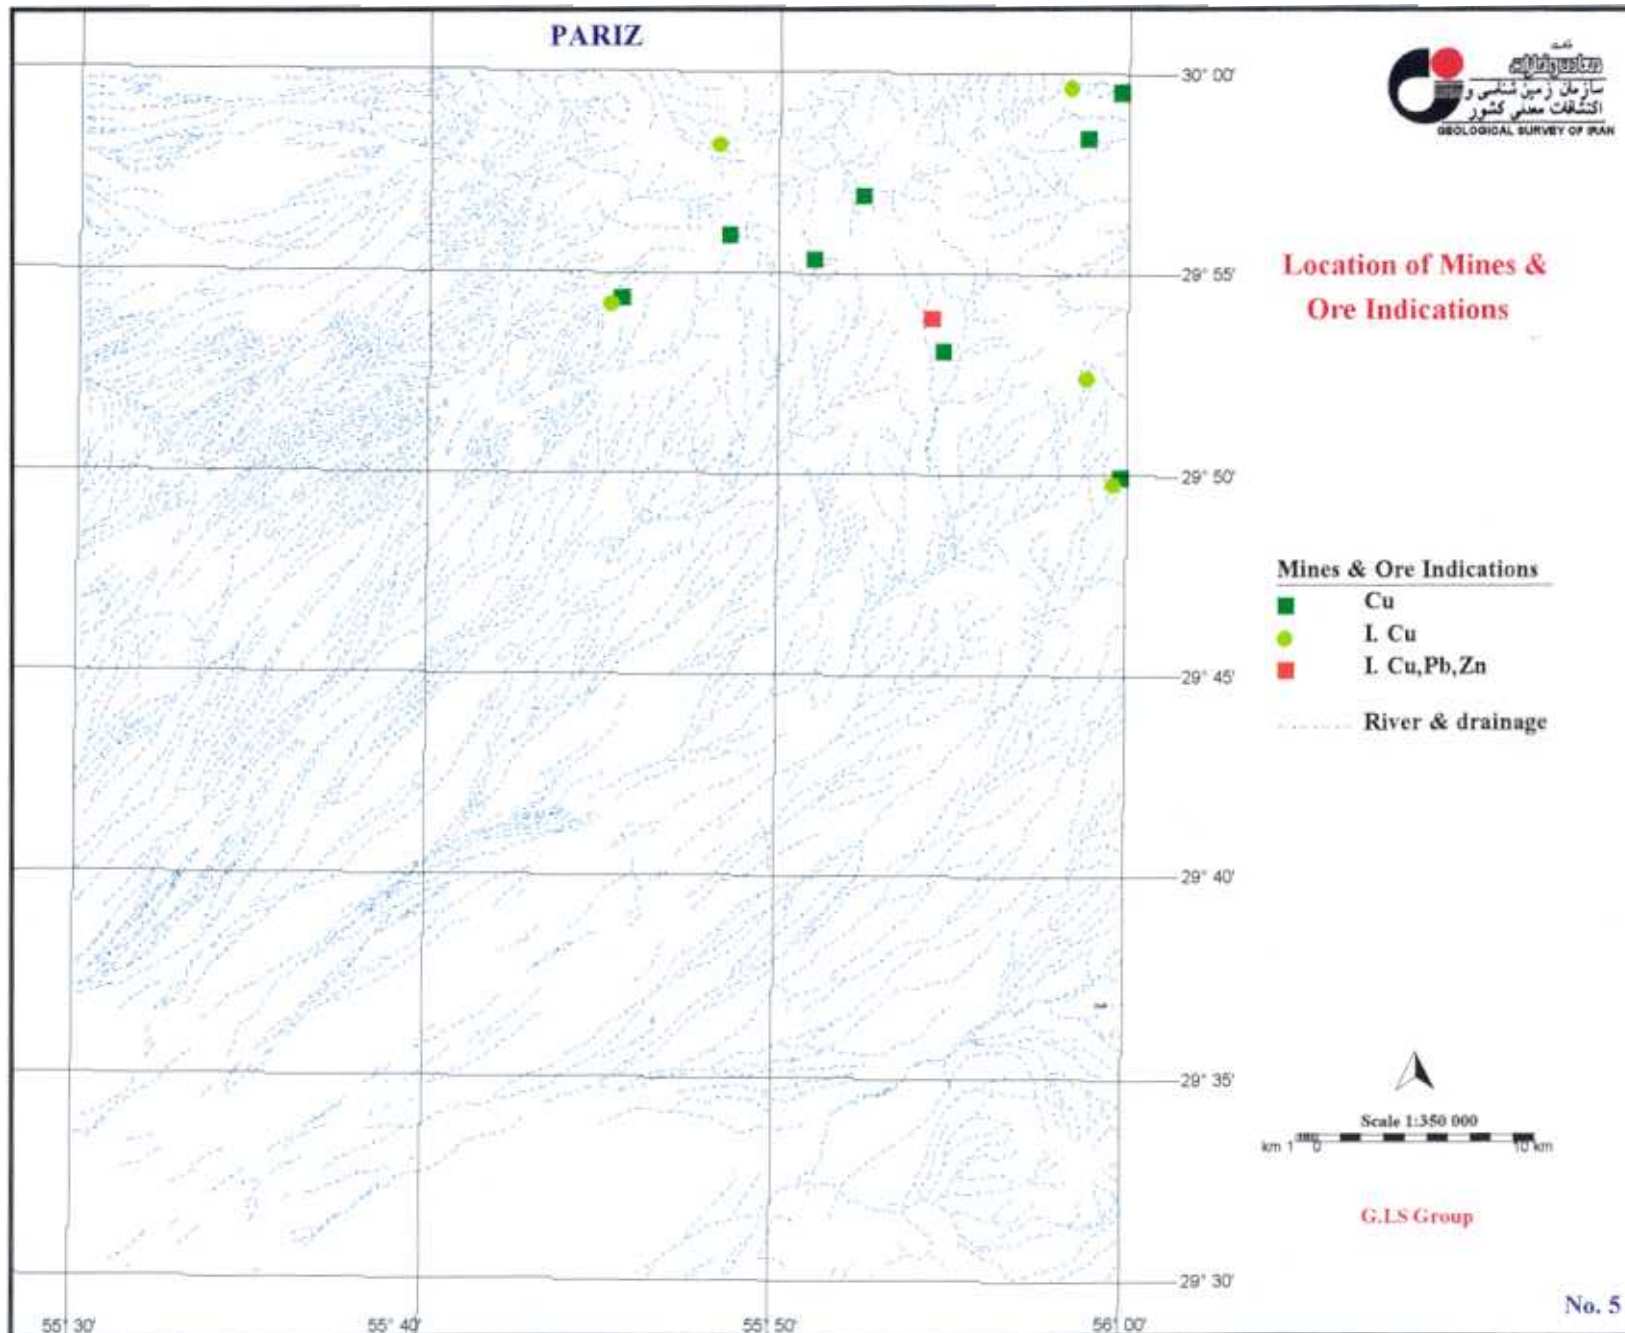 PARIZ
سازمان زمین شناسی و
اکتشافات معدنی کشور
GEOLOGICAL SURVEY OF IRAN
30° 00'
29° 55'
29° 50'
29° 45'
29° 40'
29° 35'
29° 30'
Location of Mines &
Ore Indications
Mines & Ore Indications
Cu
I. Cu
I. Cu,Pb,Zn
River & drainage
Scale 1:350 000
km 1 0 10 km
G.I.S Group
No. 5
55° 30' 55° 40' 55° 50' 56° 00'